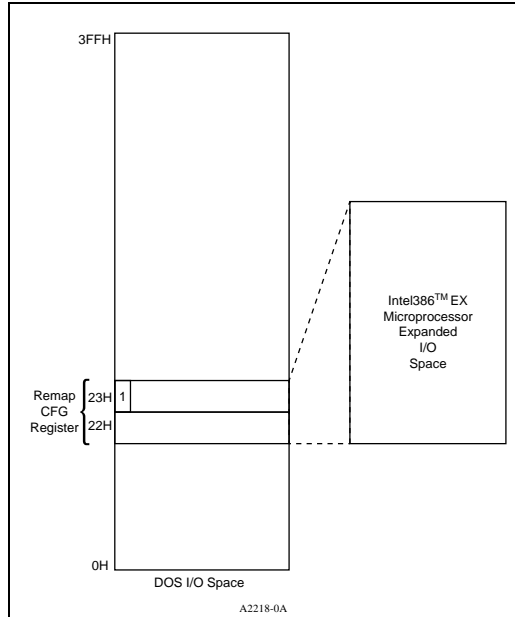 3FFH
Intel386™ EX
Microprocessor
Expanded
I/O
Space
Remap
CFG
Register
23H
1
22H
0H
DOS I/O Space
A2218-0A